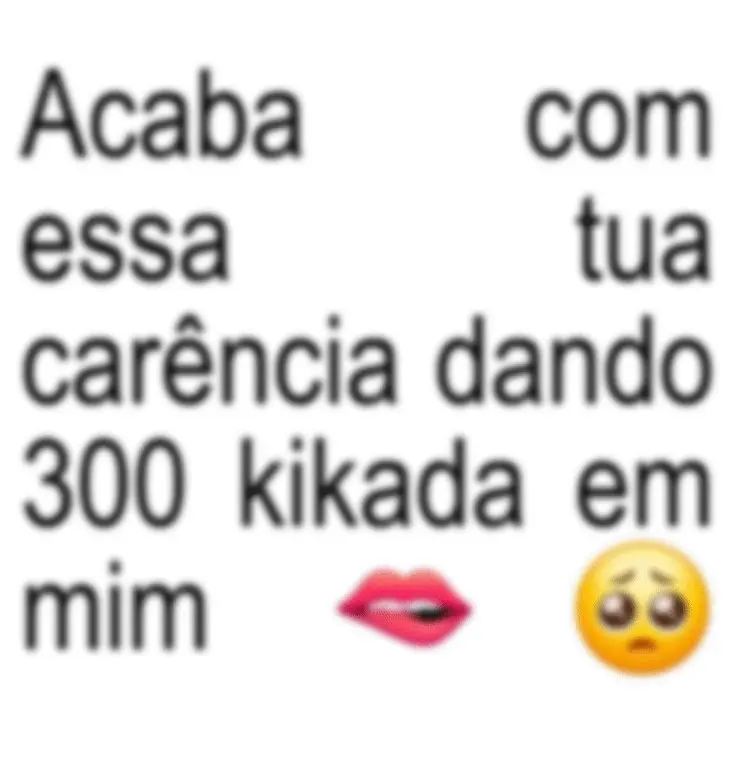 Acaba com
essa tua
carência dando
300 kikada em
mim 🫦 🥺